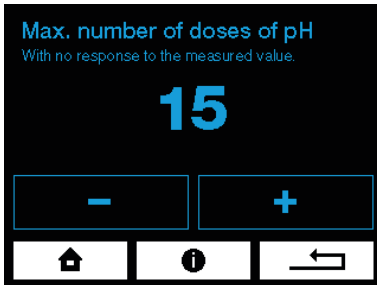 Max. number of doses of pH
With no response to the measured value.
15
− +